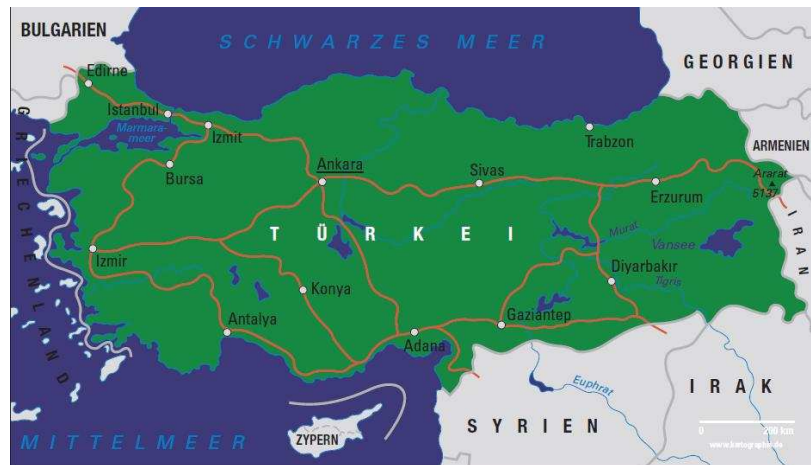 BULGARIEN
SCHWARZES MEER
GEORGIEN
Edirne
Istanbul
Marmara-
meer
Izmit
Trabzon
ARMENIEN
Bursa
Ankara
Sivas
Erzurum
Ararat
5137
GRIECHENLAND
TÜRKEI
Murat
Vansee
IRAN
Izmir
Konya
Diyarbakır
Tigris
Antalya
Adana
Gaziantep
Euphrat
IRAK
SYRIEN
0 200 km
www.kartographie.de
MITTELMEER
ZYPERN